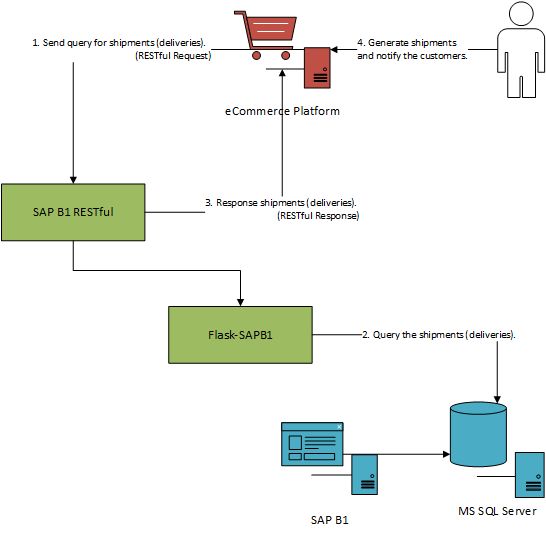 1. Send query for shipments (deliveries).
(RESTful Request)
4. Generate shipments
and notify the customers.
eCommerce Platform
SAP B1 RESTful
3. Response shipments (deliveries).
(RESTful Response)
Flask-SAPB1
2. Query the shipments (deliveries).
SAP B1
MS SQL Server